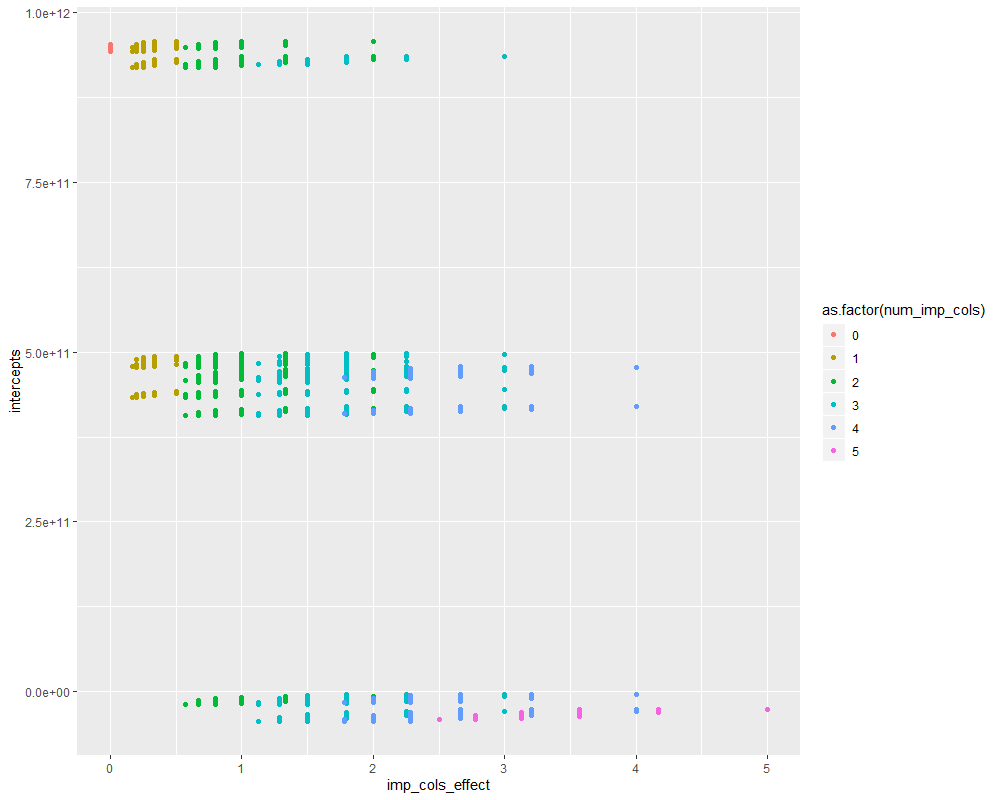 1.0e+12
7.5e+11
5.0e+11
2.5e+11
0.0e+00
intercepts
0
1
2
3
4
5
imp_cols_effect
as.factor(num_imp_cols)
0
1
2
3
4
5